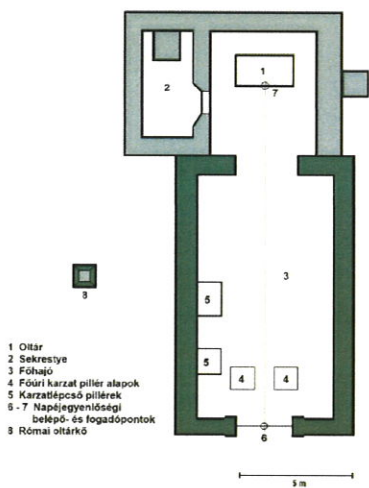 1
7
2
3
5
8
5
4
4
6
1 Oltár
2 Sekrestye
3 Főhajó
4 Főúri karzat pillér alapok
5 Karzatlépcső pillérek
6 - 7 Napéjegyenlőségi
belépő- és fogadópontok
8 Római oltárkő
5 m